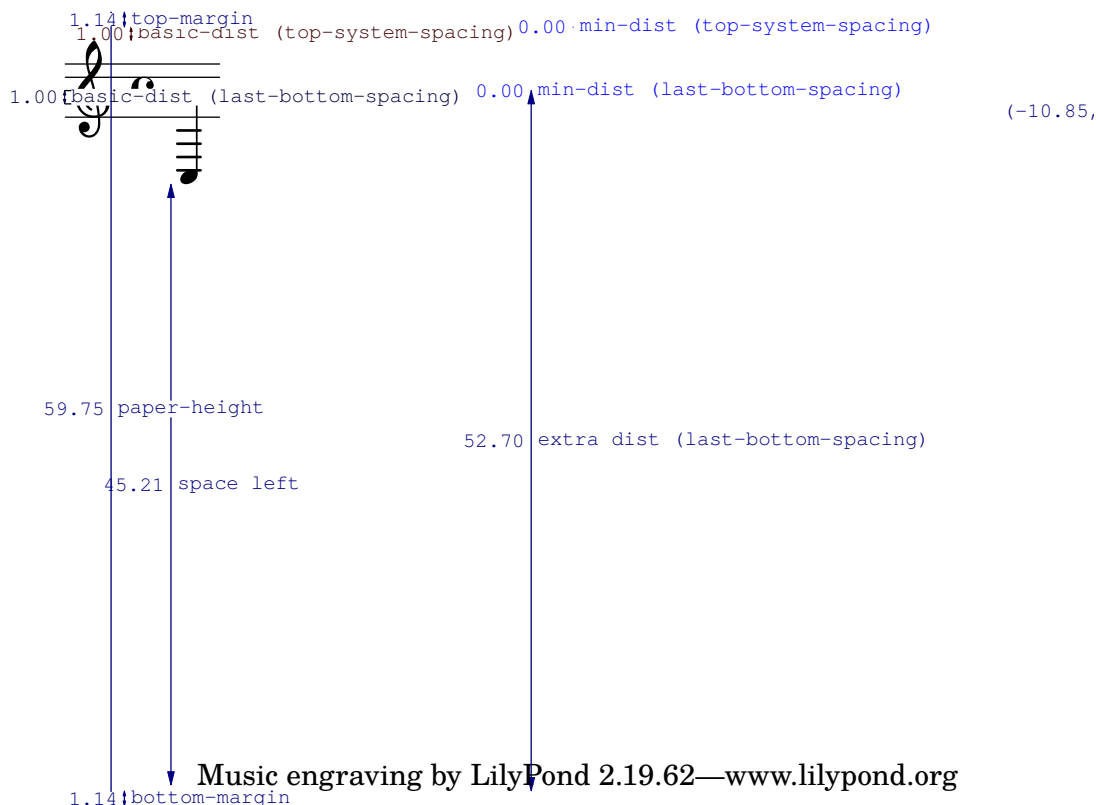 1.14 top-margin
1.00 basic-dist (top-system-spacing) 0.00 min-dist (top-system-spacing)
1.00 basic-dist (last-bottom-spacing) 0.00 min-dist (last-bottom-spacing)
(-10.85,
59.75 paper-height
52.70 extra dist (last-bottom-spacing)
45.21 space left
Music engraving by LilyPond 2.19.62—www.lilypond.org
1.14 bottom-margin